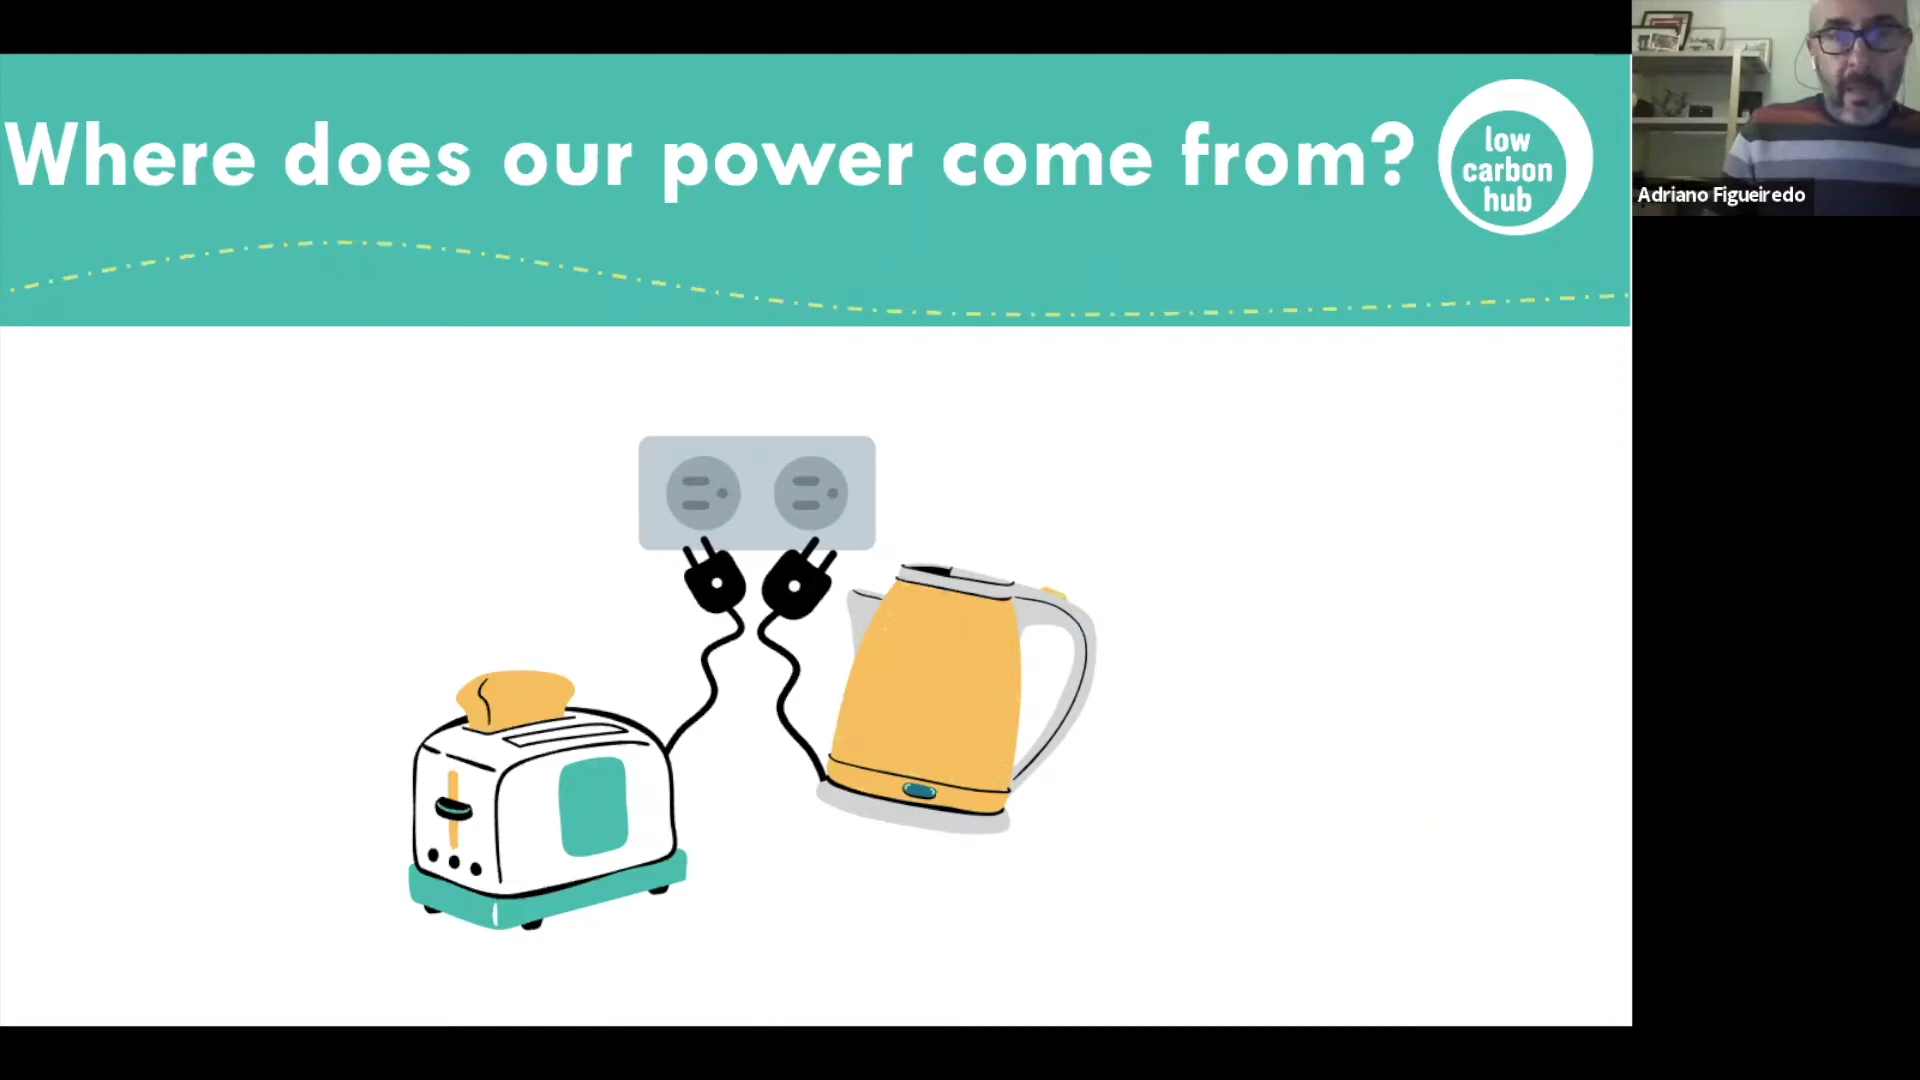 Where does our power come from?
low
carbon
hub
Adriano Figueiredo